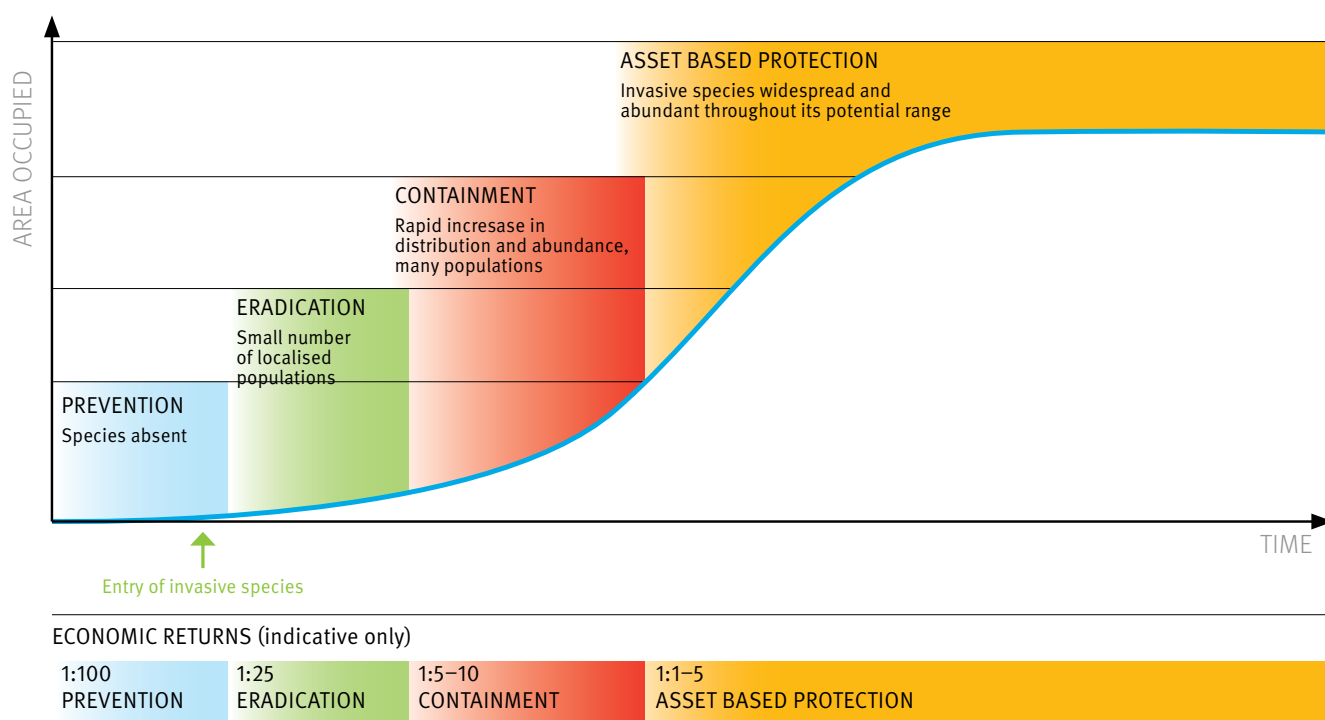 AREA OCCUPIED
ASSET BASED PROTECTION
Invasive species widespread and
abundant throughout its potential range
CONTAINMENT
Rapid incresase in
distribution and abundance,
many populations
ERADICATION
Small number
of localised
populations
PREVENTION
Species absent
TIME
Entry of invasive species
ECONOMIC RETURNS (indicative only)
1:100
PREVENTION
1:25
ERADICATION
1:5–10
CONTAINMENT
1:1–5
ASSET BASED PROTECTION